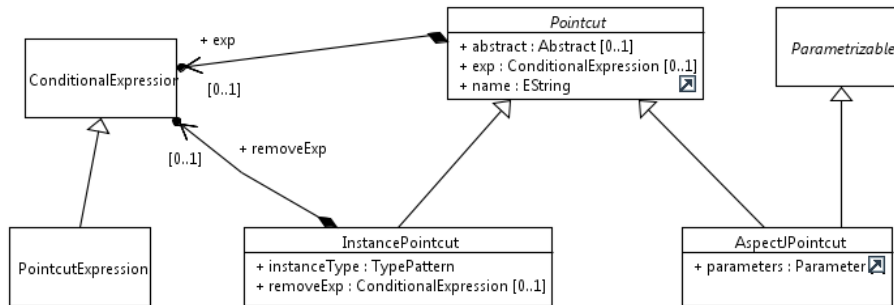 Pointcut
+ exp
+ abstract : Abstract [0..1]
+ exp : ConditionalExpression [0..1]
+ name : EString
Parametrizable
ConditionalExpression
[0..1]
[0..1]
+ removeExp
PointcutExpression
InstancePointcut
+ instanceType : TypePattern
+ removeExp : ConditionalExpression [0..1]
AspectJPointcut
+ parameters : Parameter